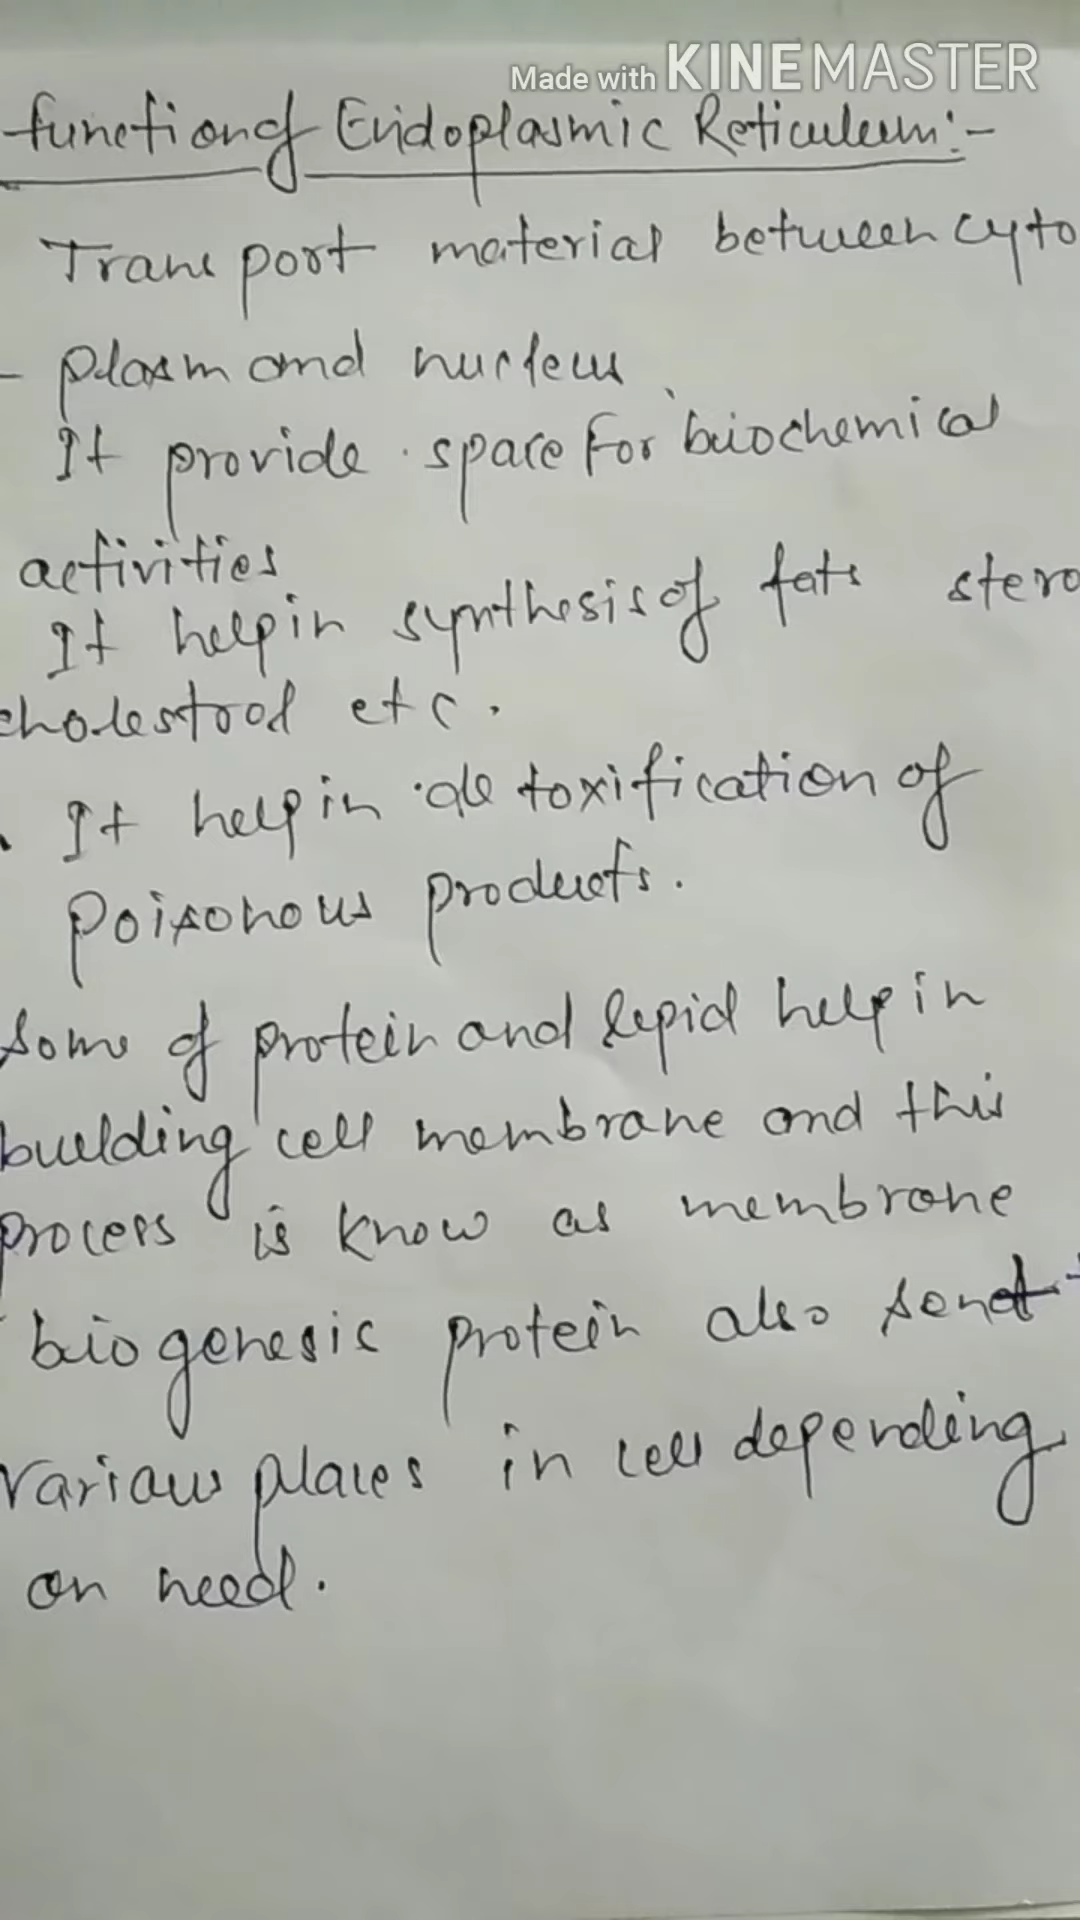 Made with KINEMASTER
function of Endoplasmic Reticuleum:-
Transport material between cyto
- plasm and nucleus
It provide space for biochemical
activities
It help in synthesis of fats stero
cholestrol etc.
It help in detoxification of
Poisonous products.
Some of protein and lepid help in
building cell membrane and this
process is know as membrane
biogenesis protein also send
various places in cell depending
on need.